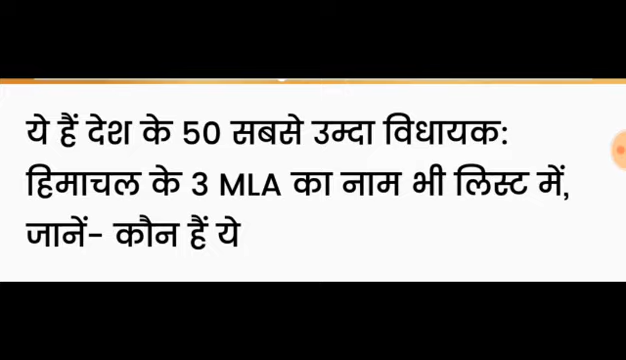 ये हैं देश के 50 सबसे उम्दा विधायक:
हिमाचल के 3 MLA का नाम भी लिस्ट में,
जानें- कौन हैं ये